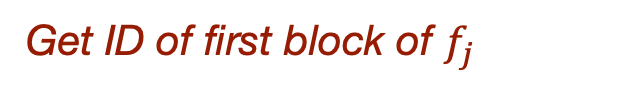 Get ID of first block of fj